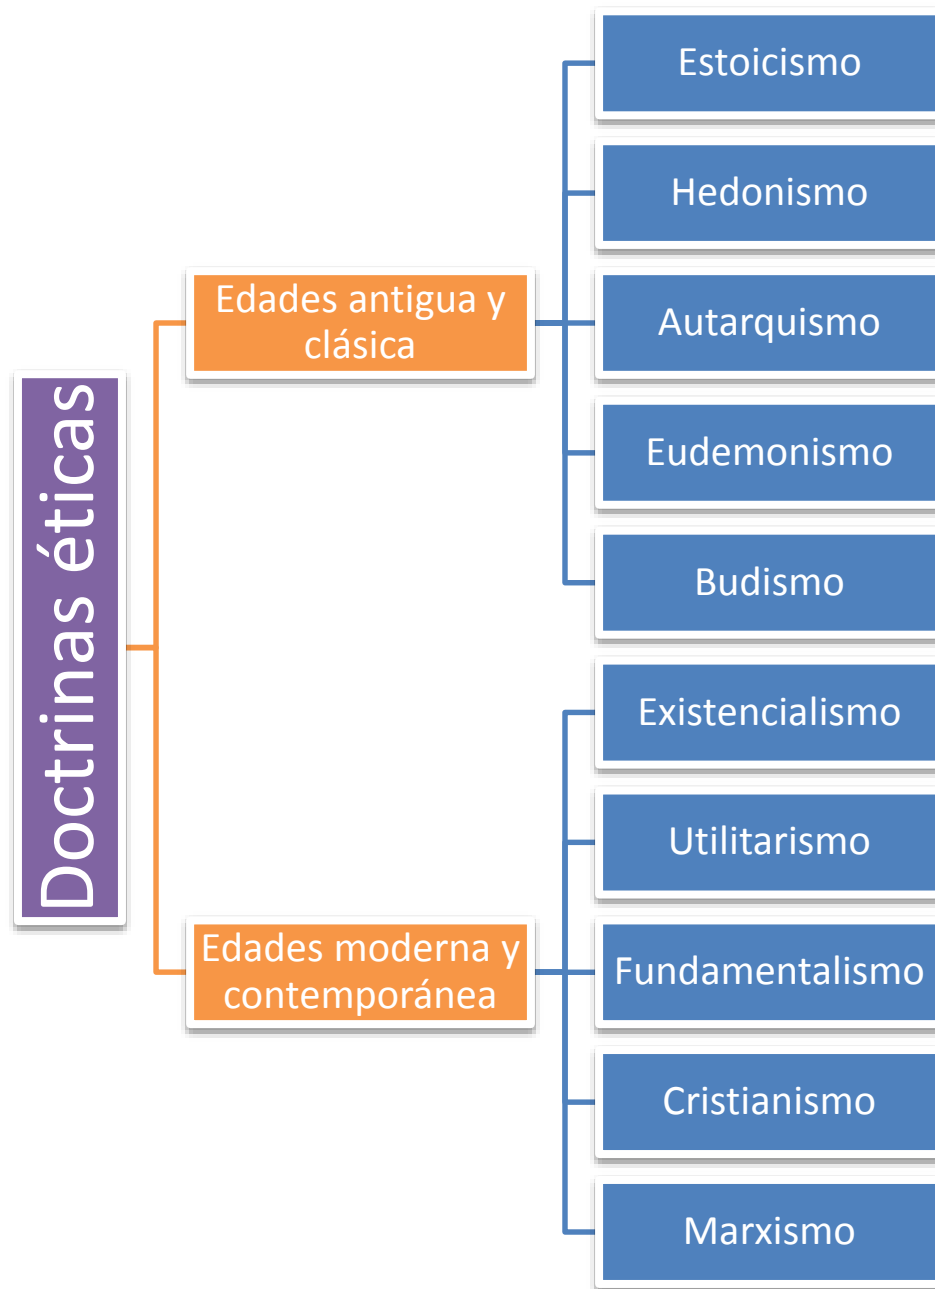 Doctrinas éticas
Edades antigua y
clásica
Estoicismo
Hedonismo
Autarquismo
Eudemonismo
Budismo
Edades moderna y
contemporánea
Existencialismo
Utilitarismo
Fundamentalismo
Cristianismo
Marxismo